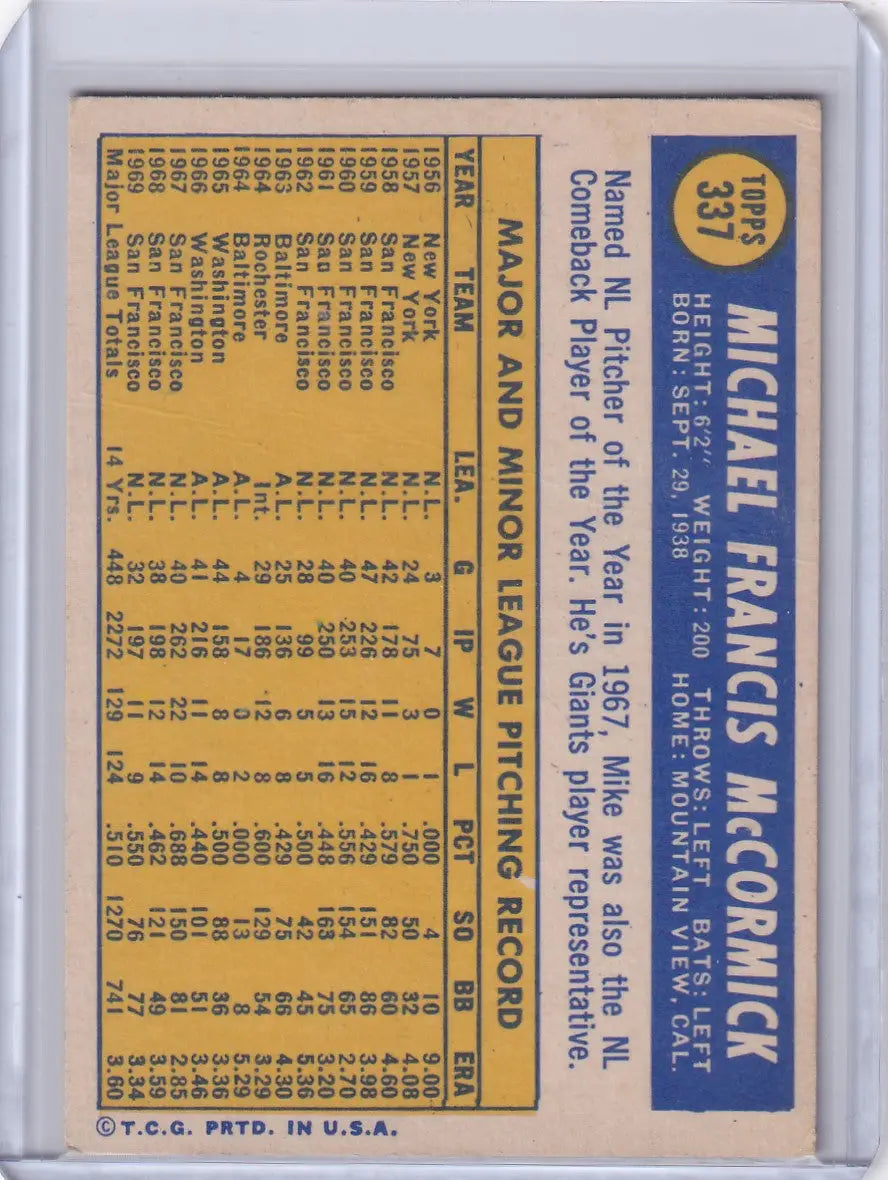 TOPPS
337
MICHAEL FRANCIS McCORMICK
HEIGHT: 6'2" WEIGHT: 200 THROWS: LEFT BATS: LEFT
BORN: SEPT. 29, 1938 HOME: MOUNTAIN VIEW, CAL.
Named NL Pitcher of the Year in 1967, Mike was also the NL
Comeback Player of the Year. He's Giants player representative.
MAJOR AND MINOR LEAGUE PITCHING RECORD
YEAR TEAM LEA. G IP W L PCT SO BB ERA
1956 New York N.L. 3 7 0 1 .000 4 10 9.00
1957 New York N.L. 24 75 3 1 .750 50 32 4.08
1958 San Francisco N.L. 42 178 11 8 .579 82 60 4.60
1959 San Francisco N.L. 47 226 12 16 .429 151 86 3.98
1960 San Francisco N.L. 40 253 15 12 .556 154 65 2.70
1961 San Francisco N.L. 40 250 13 16 .448 163 75 3.20
1962 San Francisco N.L. 28 99 5 5 .500 42 45 5.36
1963 Baltimore A.L. 25 136 6 8 .429 75 66 4.30
1964 Rochester Int. 29 186 12 8 .600 129 54 3.29
1964 Baltimore A.L. 4 17 0 2 .000 13 8 5.29
1965 Washington A.L. 44 158 8 8 .500 88 36 3.36
1966 Washington A.L. 41 216 11 14 .440 101 51 3.46
1967 San Francisco N.L. 40 262 22 10 .688 150 81 2.85
1968 San Francisco N.L. 38 198 12 14 .462 121 49 3.59
1969 San Francisco N.L. 32 197 11 9 .550 76 77 3.34
Major League Totals 14 Yrs. 448 2272 129 124 .510 1270 741 3.60
© T.C.G. PRTD. IN U.S.A.